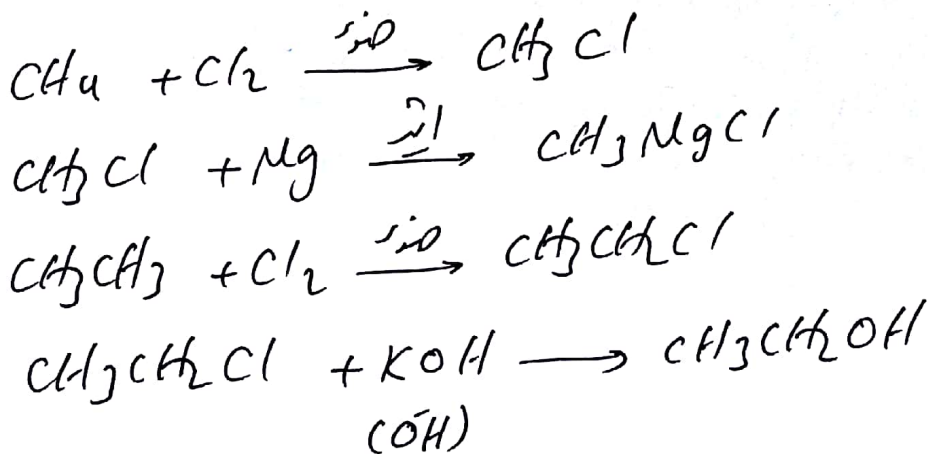 CH4 + Cl2 ضوء → CH3Cl
CH3Cl + Mg ايثر → CH3MgCl
CH3CH3 + Cl2 ضوء → CH3CH2Cl
CH3CH2Cl + KOH → CH3CH2OH
(OH)